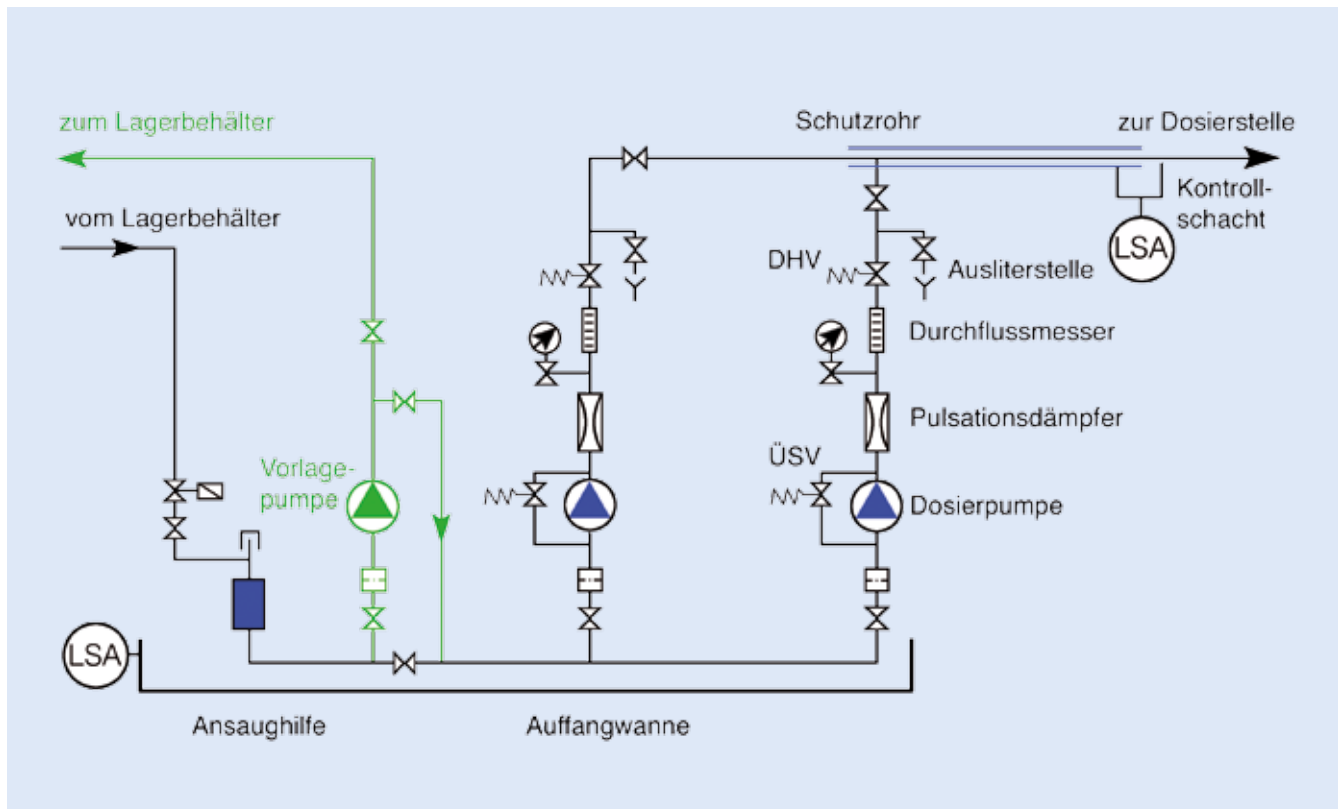 zum Lagerbehälter
Schutzrohr
zur Dosierstelle
vom Lagerbehälter
Kontroll-
schacht
LSA
DHV
Ausliterstelle
Durchflussmesser
Pulsationsdämpfer
Vorlage-
pumpe
ÜSV
Dosierpumpe
LSA
Ansaughilfe
Auffangwanne